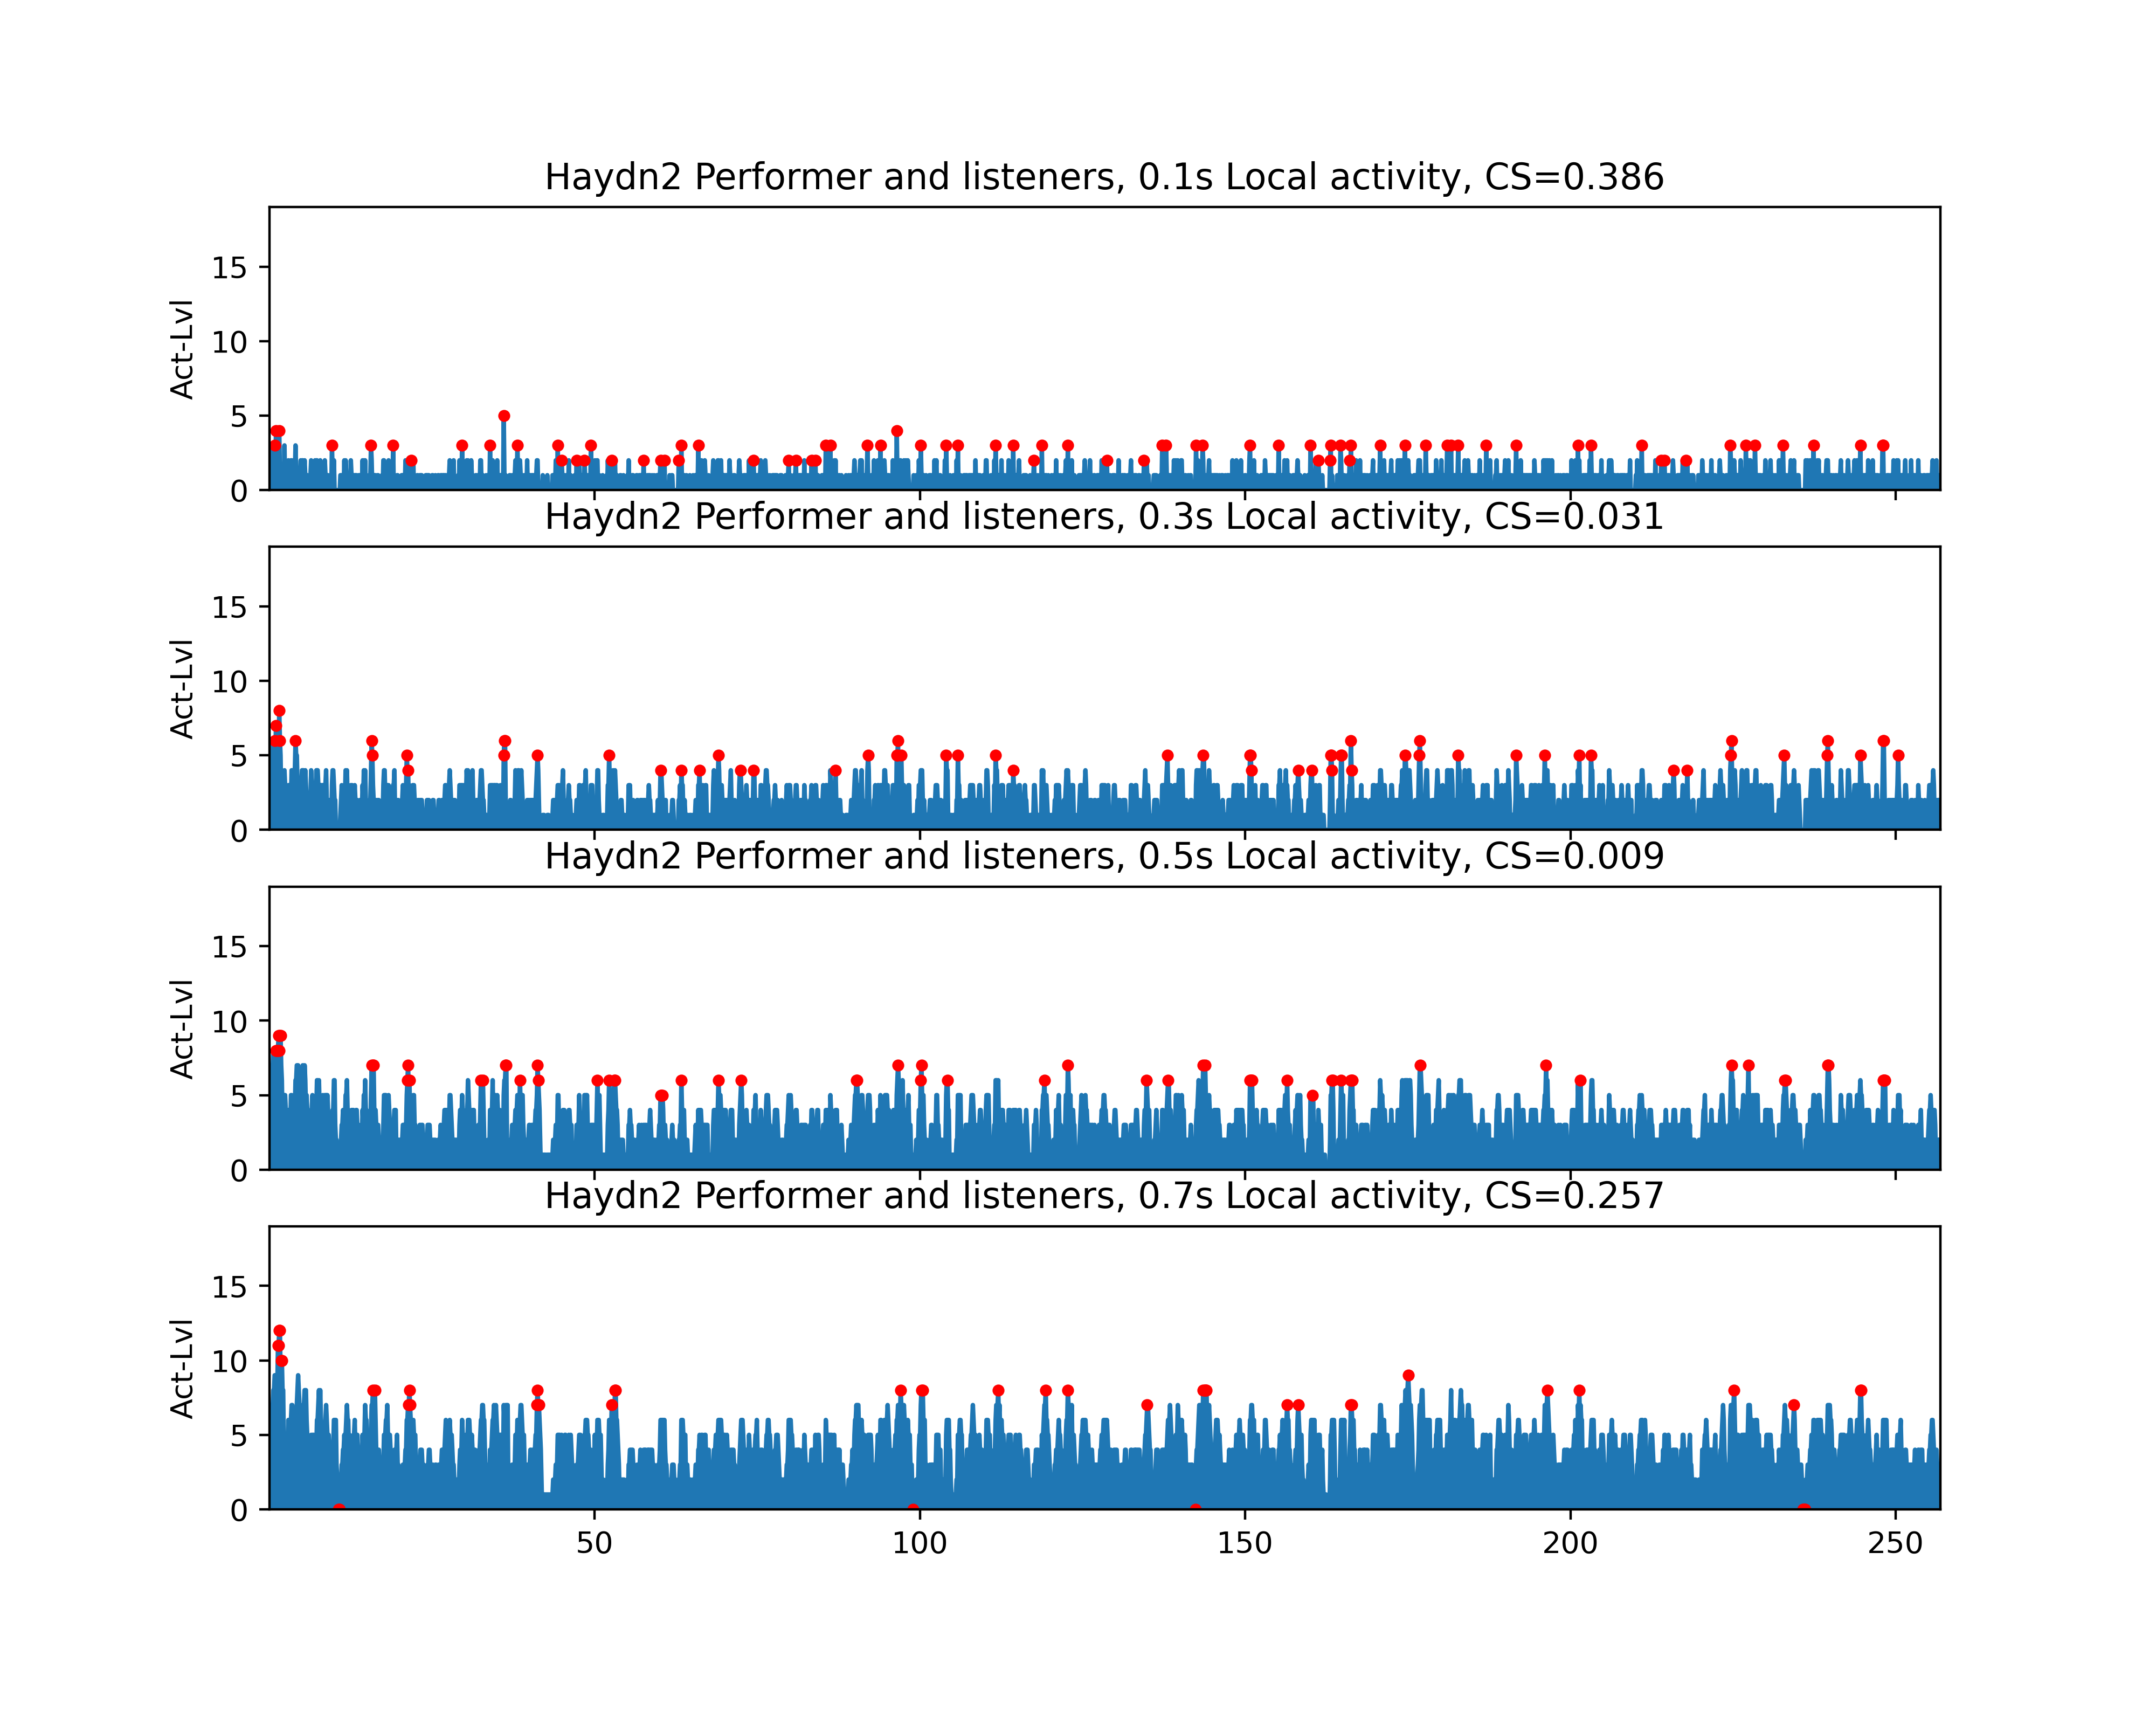 Haydn2 Performer and listeners, 0.1s Local activity, CS=0.386
15
10
5
0
Act-Lvl
Haydn2 Performer and listeners, 0.3s Local activity, CS=0.031
15
10
5
0
Act-Lvl
Haydn2 Performer and listeners, 0.5s Local activity, CS=0.009
15
10
5
0
Act-Lvl
Haydn2 Performer and listeners, 0.7s Local activity, CS=0.257
15
10
5
0
Act-Lvl
50 100 150 200 250